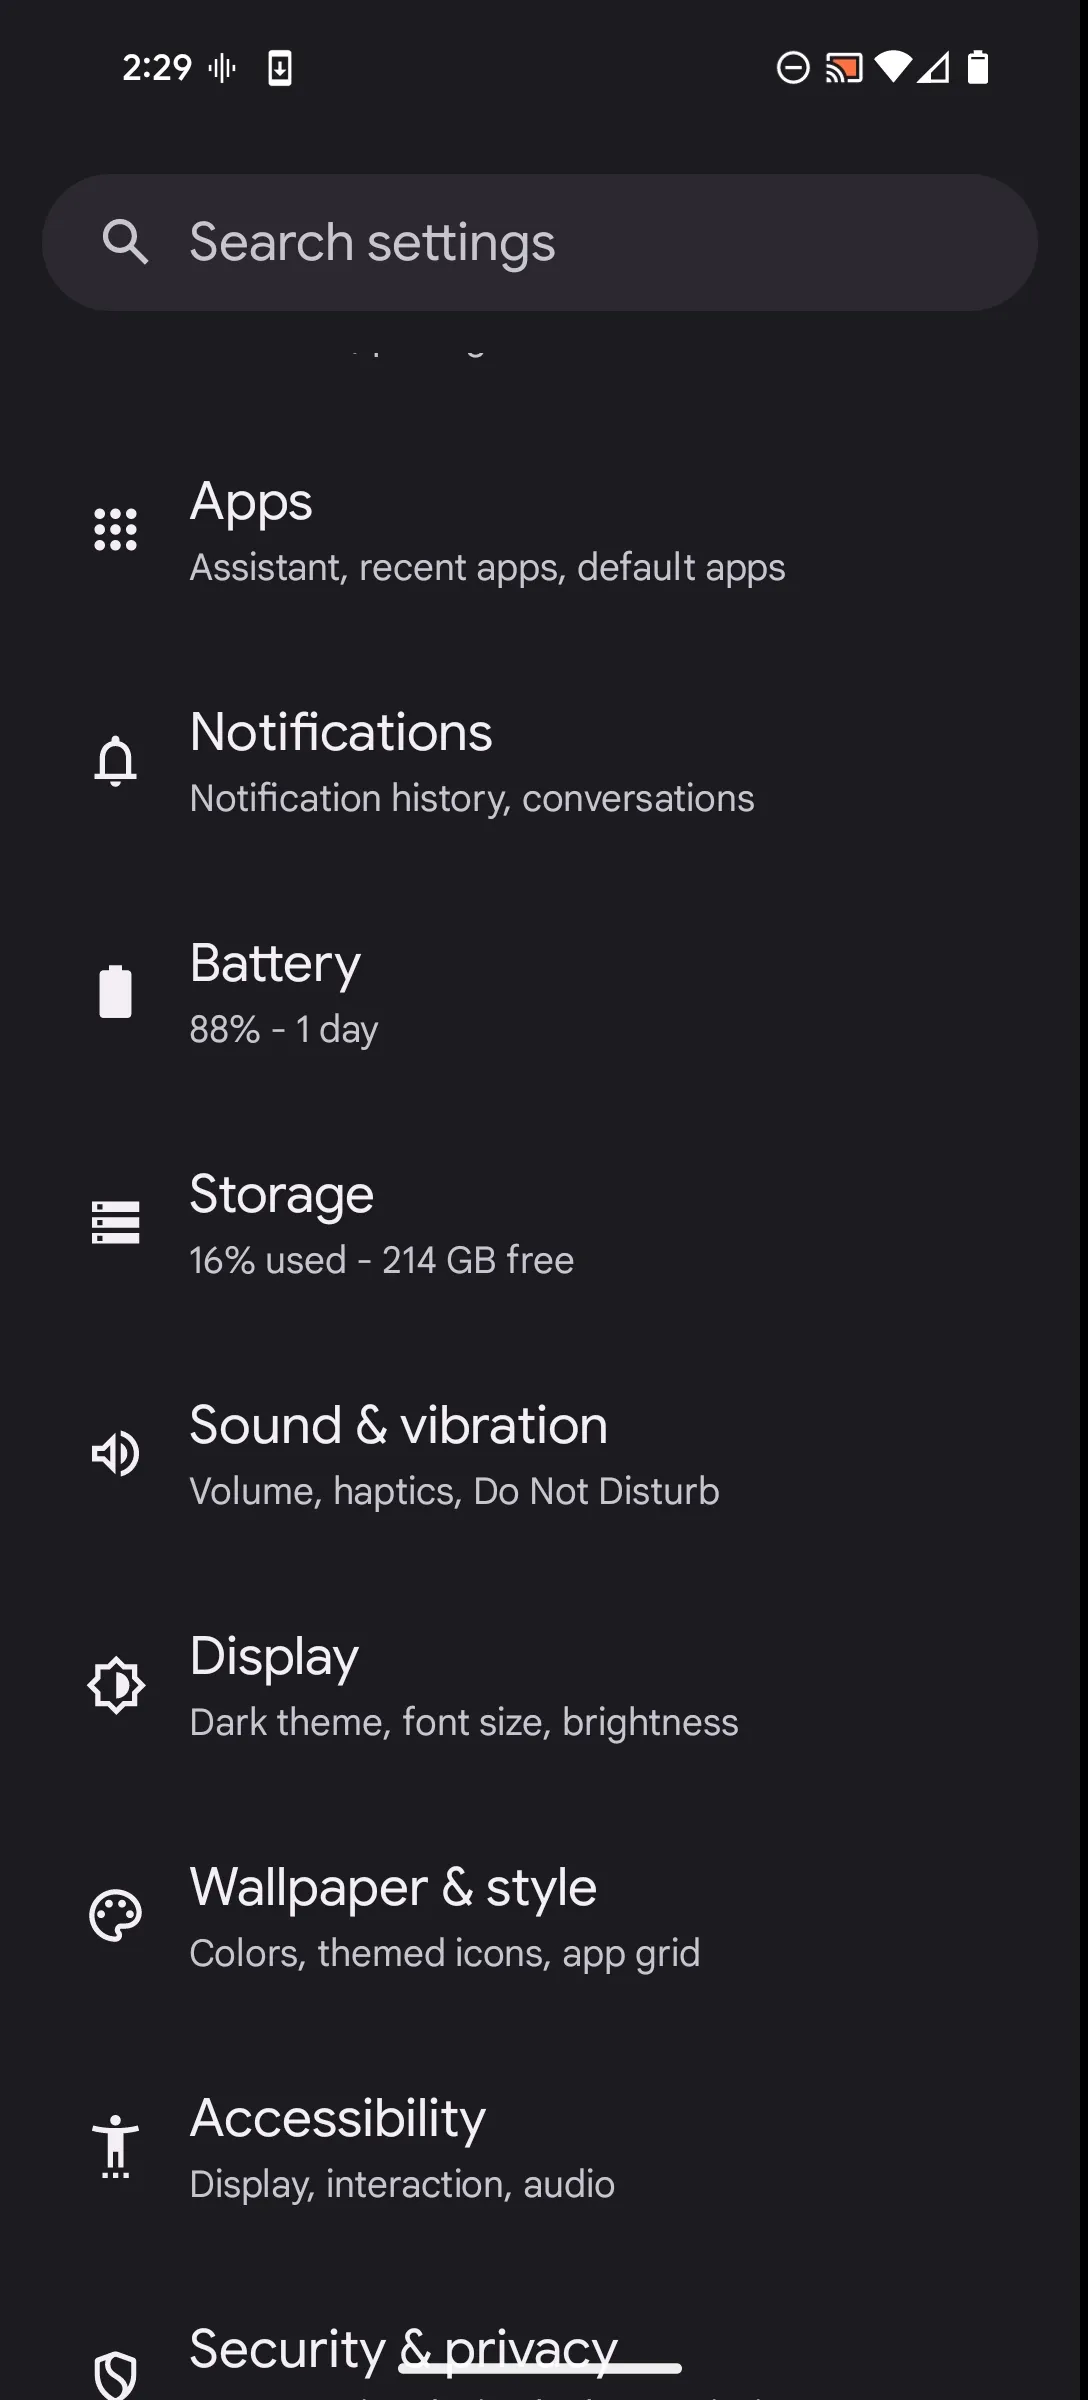 2:29
Search settings
Apps
Assistant, recent apps, default apps
Notifications
Notification history, conversations
Battery
88% - 1 day
Storage
16% used - 214 GB free
Sound & vibration
Volume, haptics, Do Not Disturb
Display
Dark theme, font size, brightness
Wallpaper & style
Colors, themed icons, app grid
Accessibility
Display, interaction, audio
Security & privacy